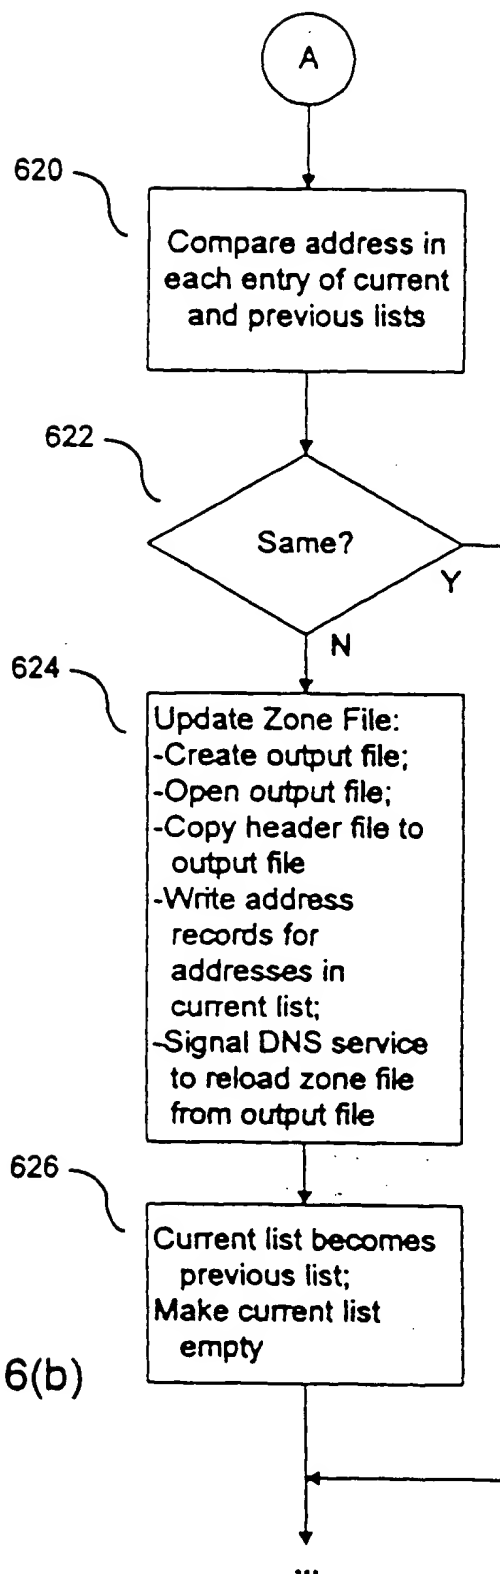 A
620
Compare address in
each entry of current
and previous lists
622
Same?
Y
N
624
Update Zone File:
-Create output file;
-Open output file;
-Copy header file to
output file
-Write address
records for
addresses in
current list;
-Signal DNS service
to reload zone file
from output file
626
Current list becomes
previous list;
Make current list
empty
6(b)
...